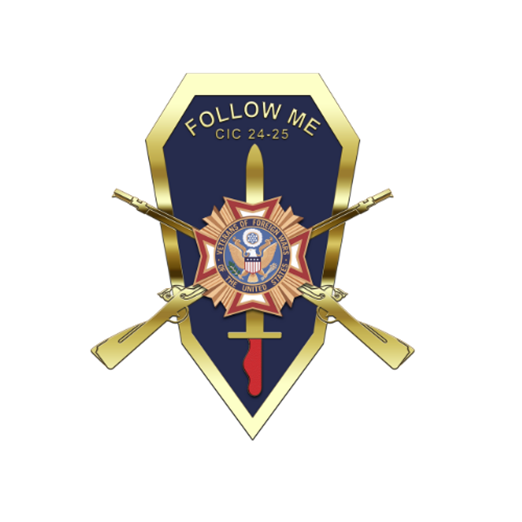 FOLLOW ME
CIC 24-25
VETERANS OF FOREIGN WARS
OF THE UNITED STATES